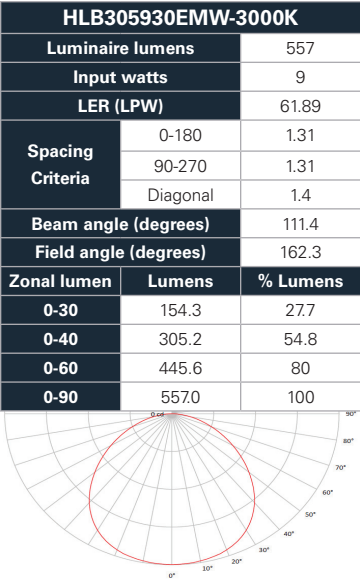 HLB305930EMW-3000K
Luminaire lumens 557
Input watts 9
LER (LPW) 61.89
Spacing Criteria
0-180 1.31
90-270 1.31
Diagonal 1.4
Beam angle (degrees) 111.4
Field angle (degrees) 162.3
Zonal lumen Lumens % Lumens
0-30 154.3 27.7
0-40 305.2 54.8
0-60 445.6 80
0-90 557.0 100
0 cd 90°
80°
70°
60°
50°
40°
30°
20°
10°
0°